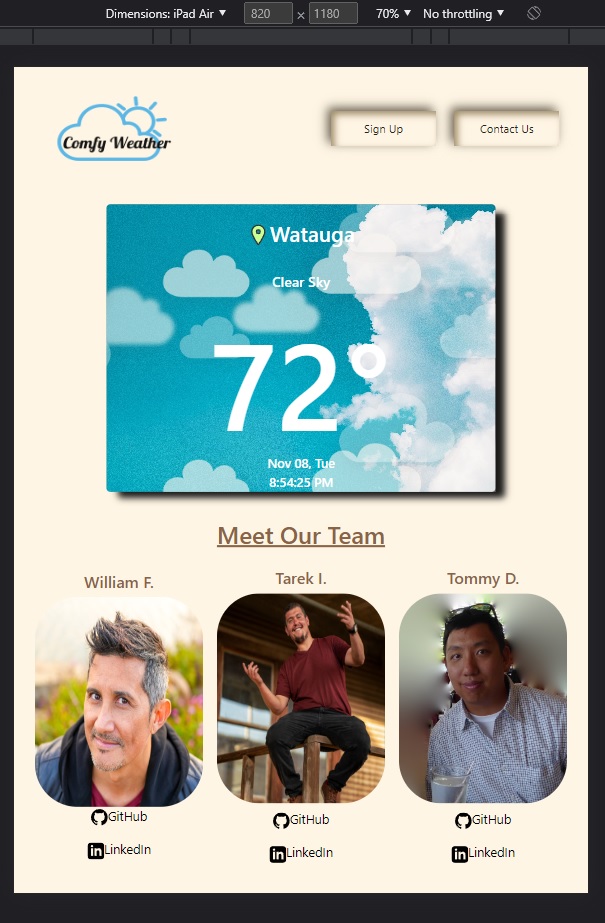 Dimensions: iPad Air ▼ 820 × 1180 70% ▼ No throttling ▼
Comfy Weather
Sign Up Contact Us
Watauga
Clear Sky
72°
Nov 08, Tue
8:54:25 PM
Meet Our Team
William F. Tarek I. Tommy D.
GitHub GitHub GitHub
LinkedIn LinkedIn LinkedIn